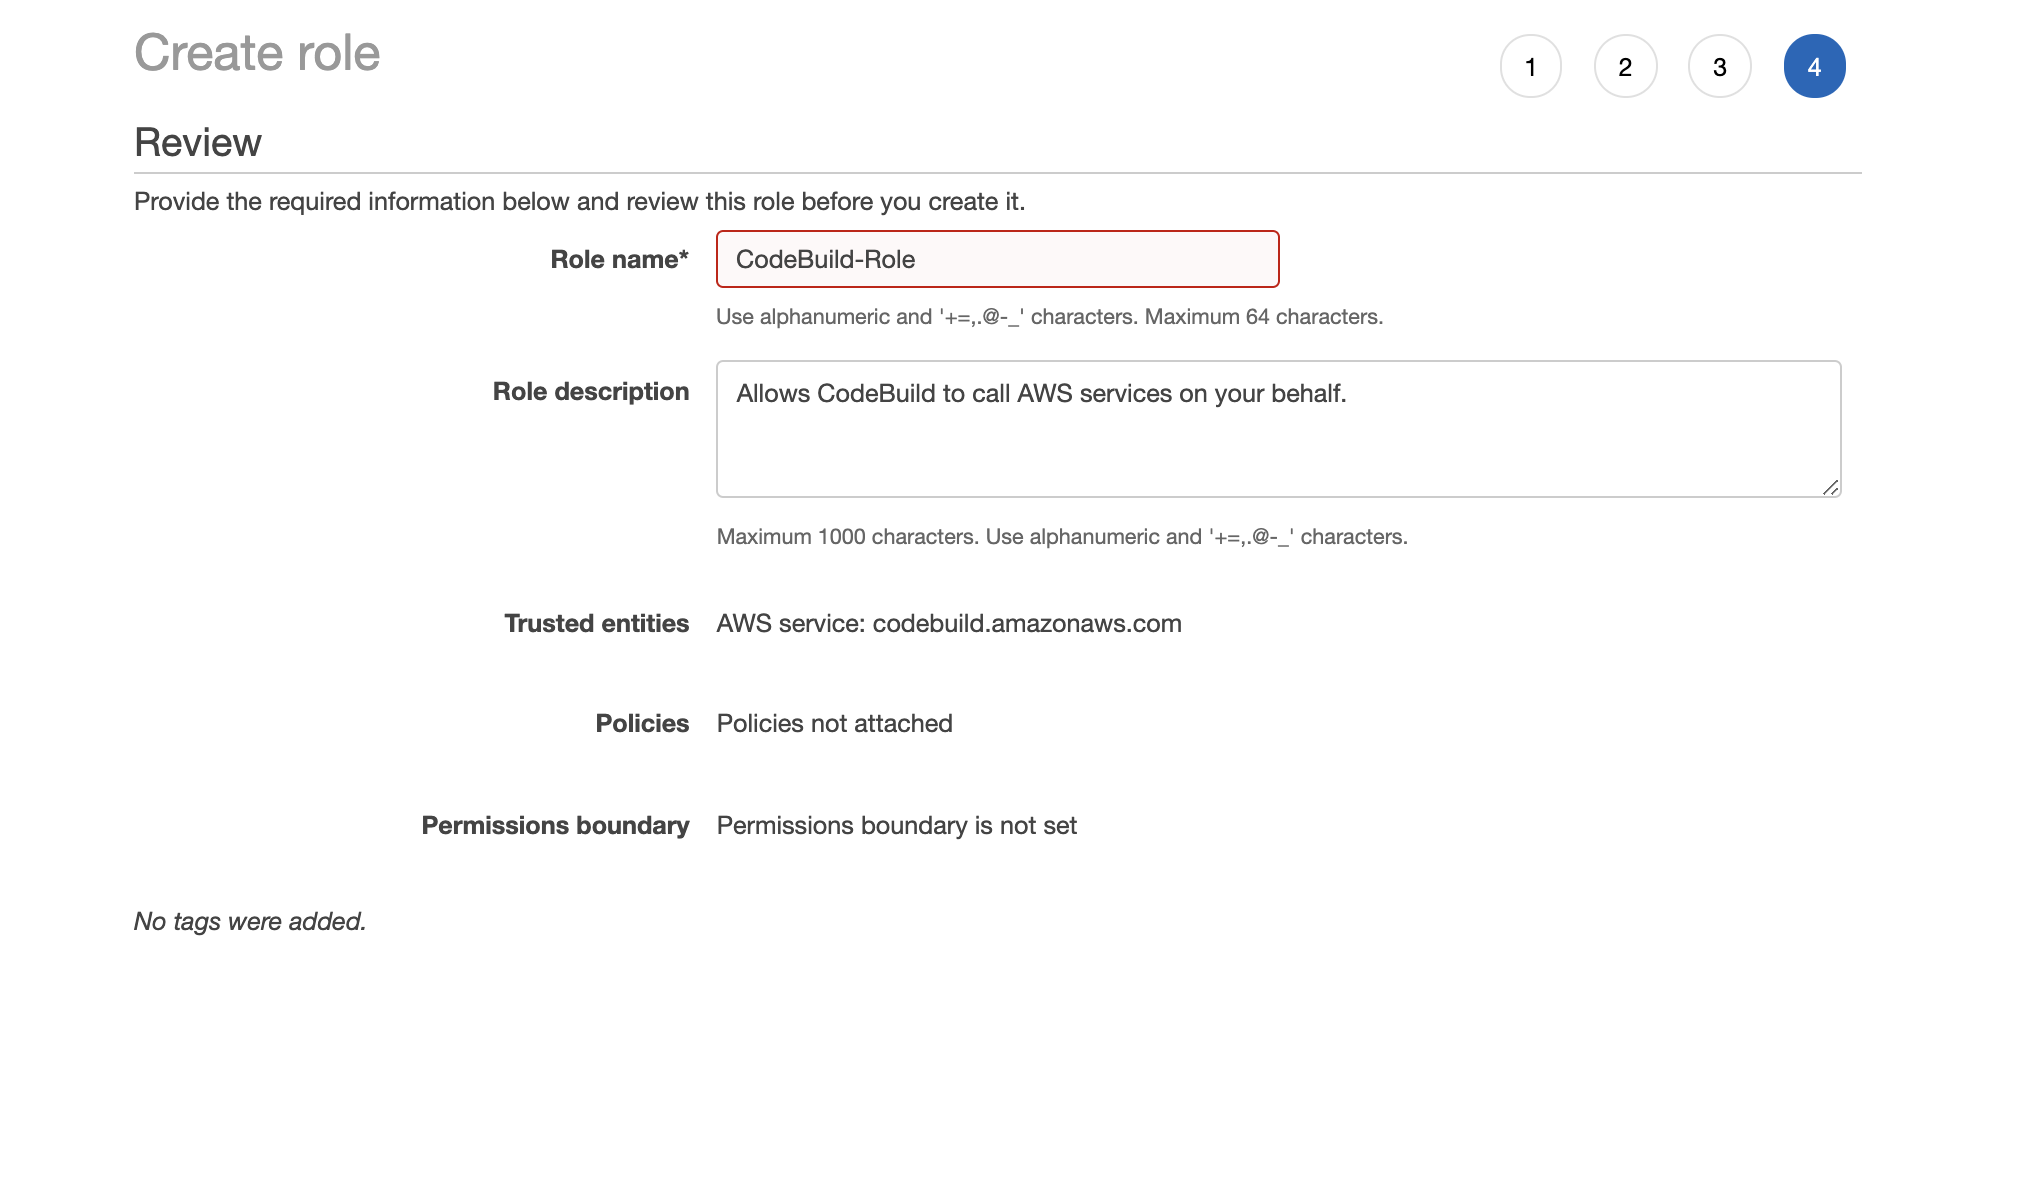 Create role
1 2 3 4
Review
Provide the required information below and review this role before you create it.
Role name* CodeBuild-Role
Use alphanumeric and '+=,.@-_' characters. Maximum 64 characters.
Role description Allows CodeBuild to call AWS services on your behalf.
Maximum 1000 characters. Use alphanumeric and '+=,.@-_' characters.
Trusted entities AWS service: codebuild.amazonaws.com
Policies Policies not attached
Permissions boundary Permissions boundary is not set
No tags were added.